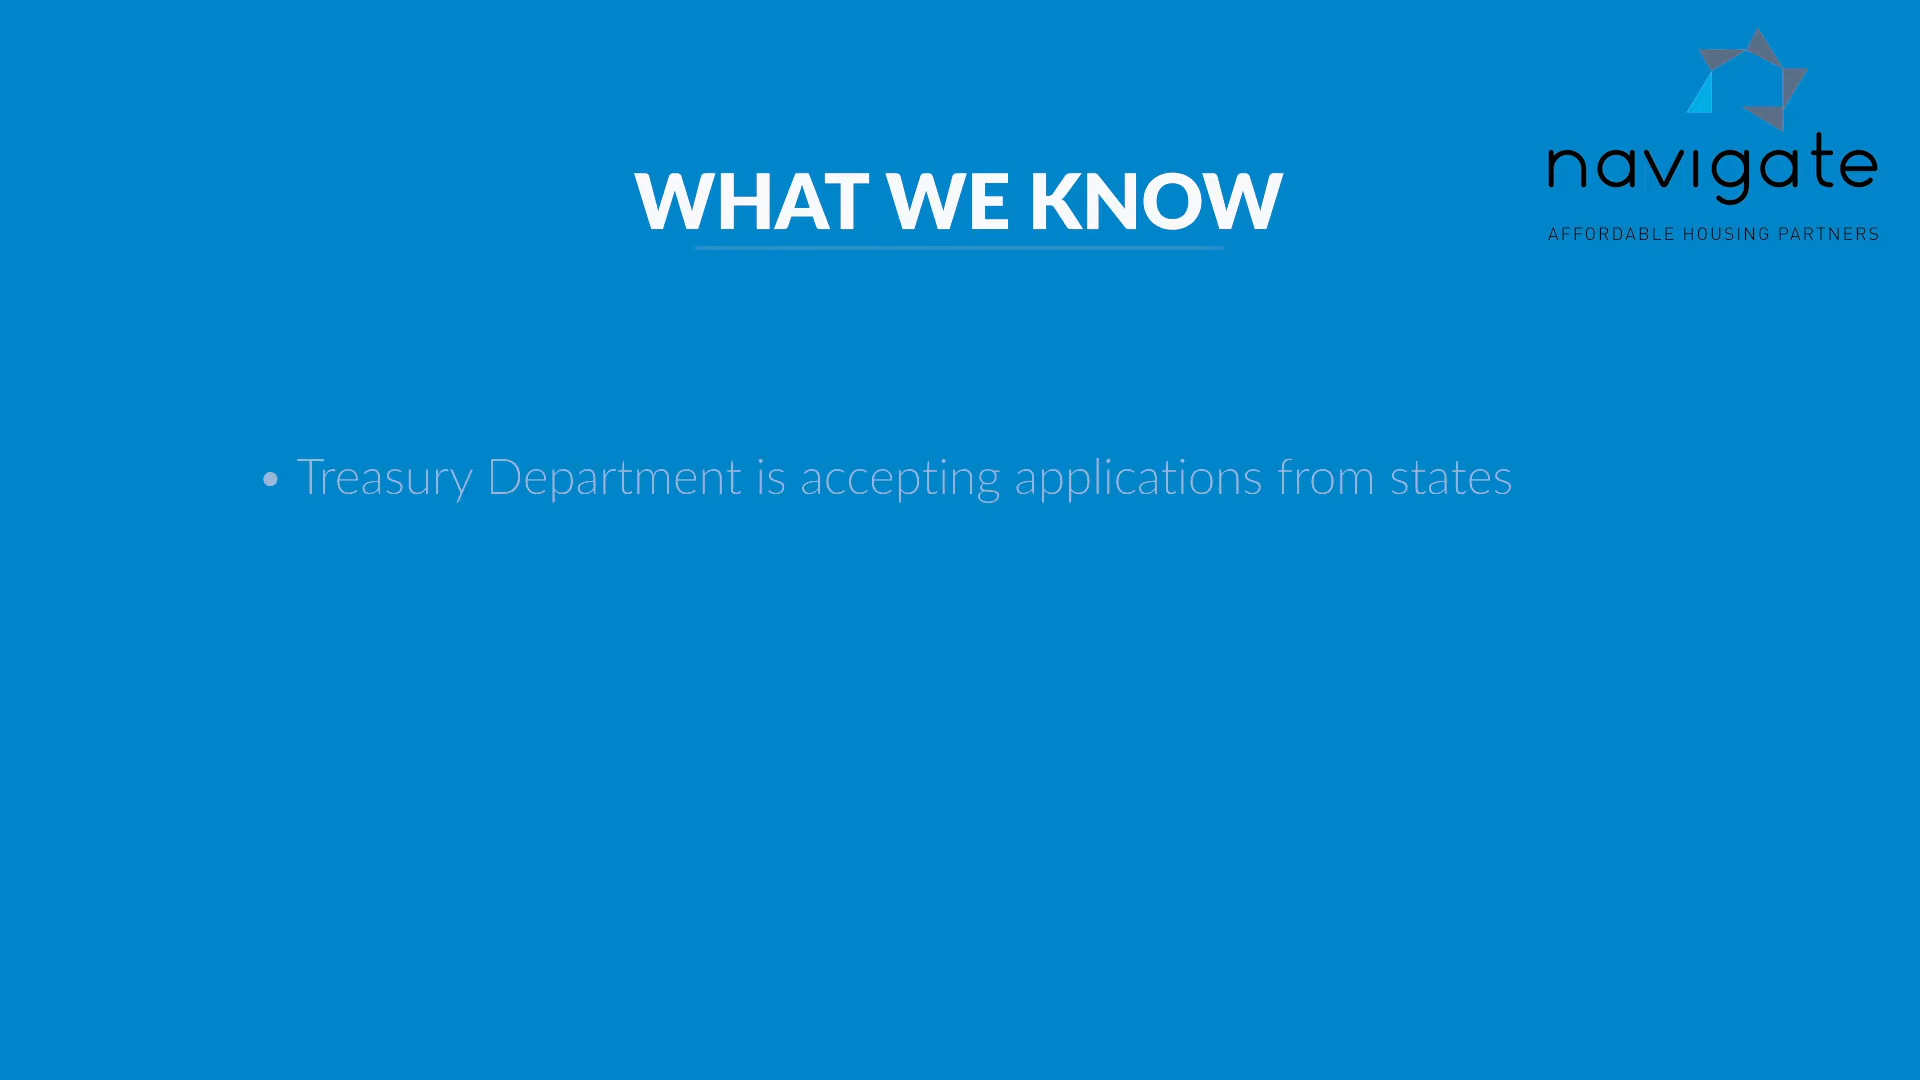 navigate
AFFORDABLE HOUSING PARTNERS
WHAT WE KNOW
• Treasury Department is accepting applications from states